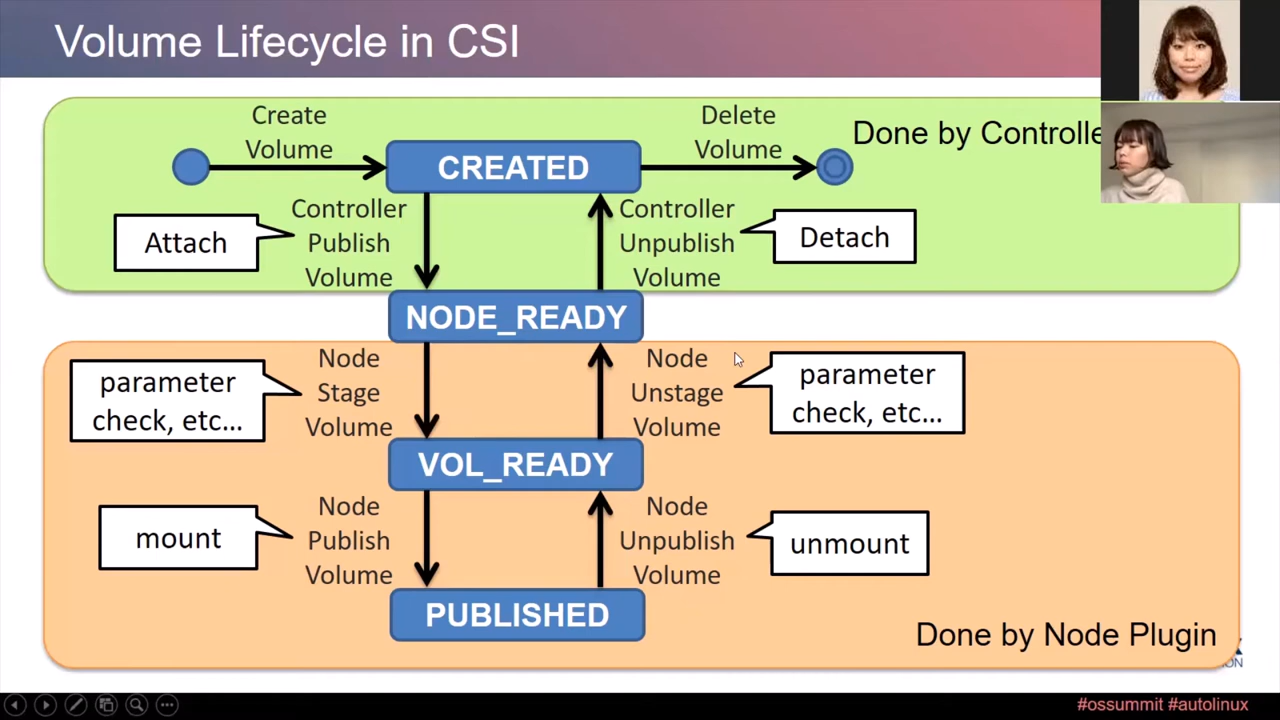 Volume Lifecycle in CSI
Create
Volume
Delete
Volume
Done by
CREATED
Attach
Controller
Publish
Volume
Controller
Unpublish
Volume
Detach
NODE_READY
parameter
check, etc...
Node
Stage
Volume
Node
Unstage
Volume
parameter
check, etc...
VOL_READY
mount
Node
Publish
Volume
Node
Unpublish
Volume
unmount
PUBLISHED
Done by Node Plugin
#ossummit #autolinux